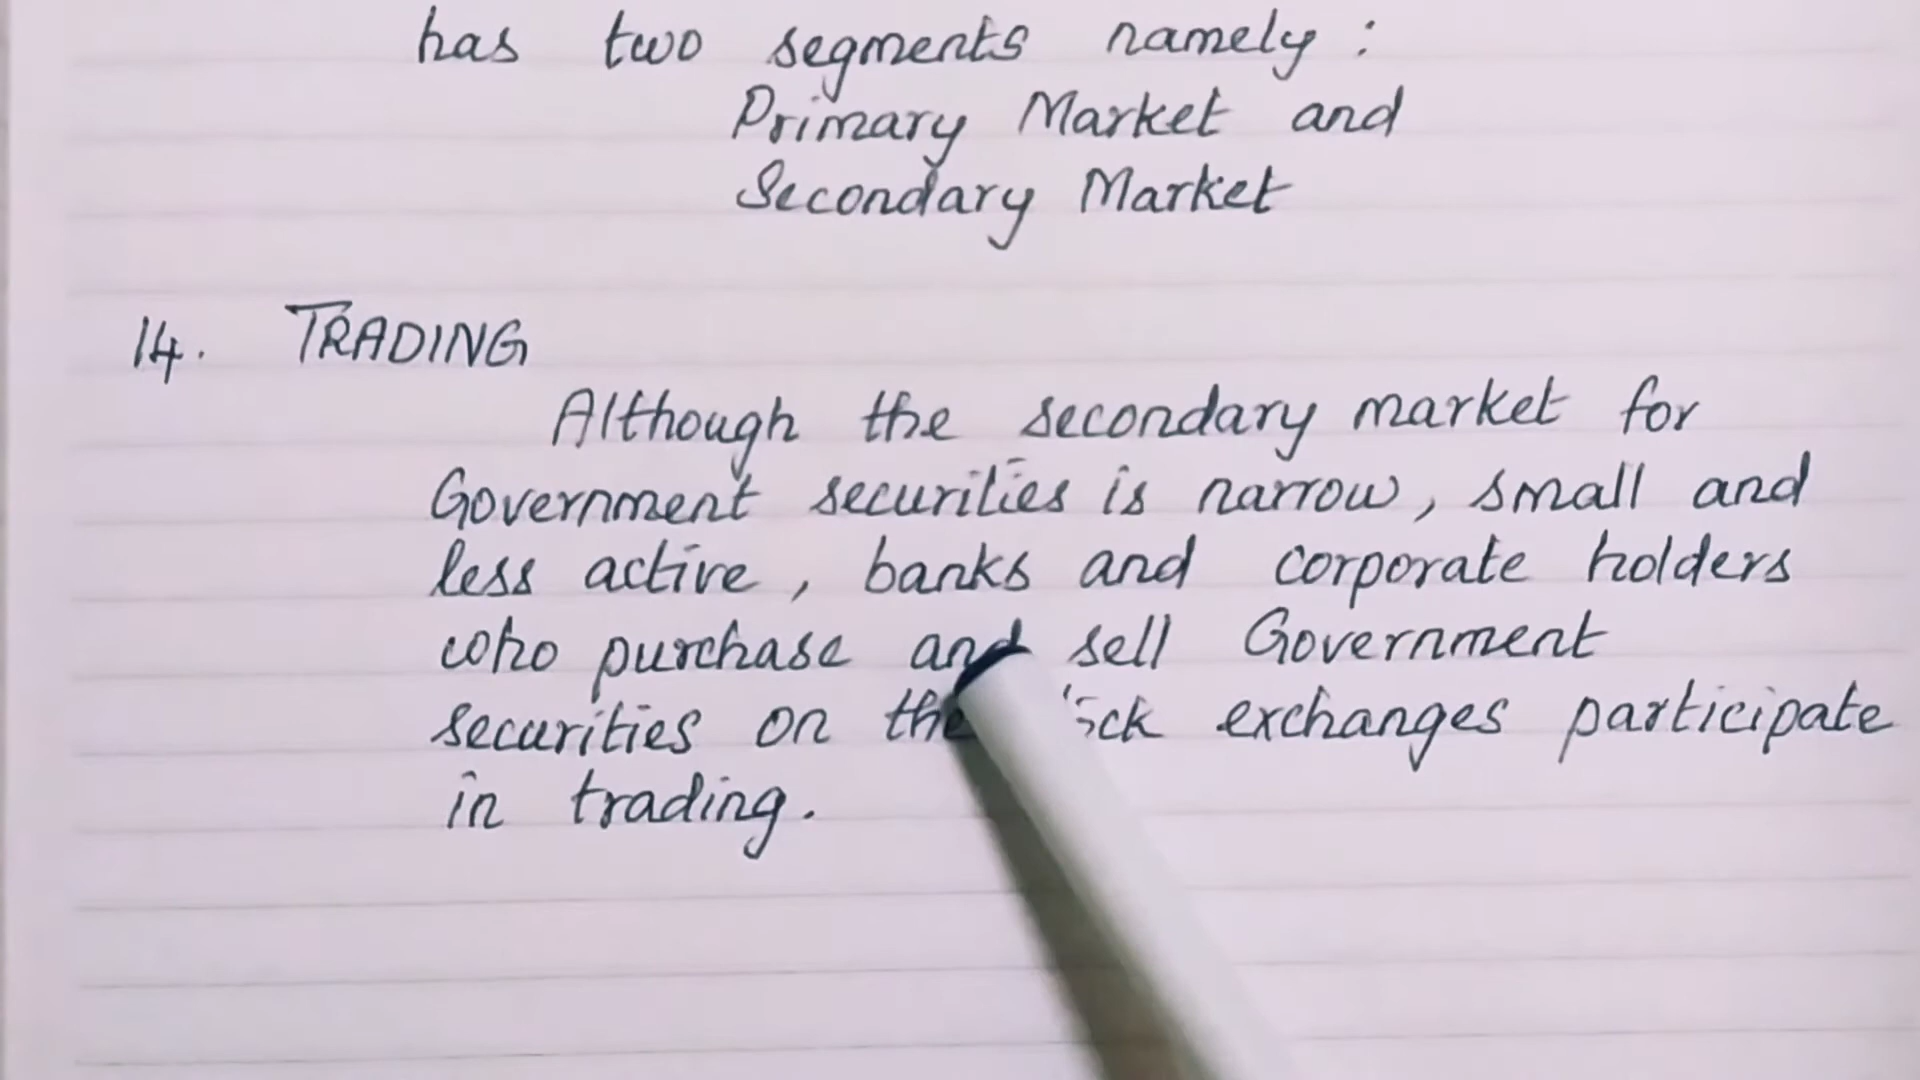 has two segments namely :
Primary Market and
Secondary Market
14. TRADING
Although the secondary market for
Government securities is narrow, small and
less active, banks and corporate holders
who purchase and sell Government
securities on the exchanges participate
in trading.